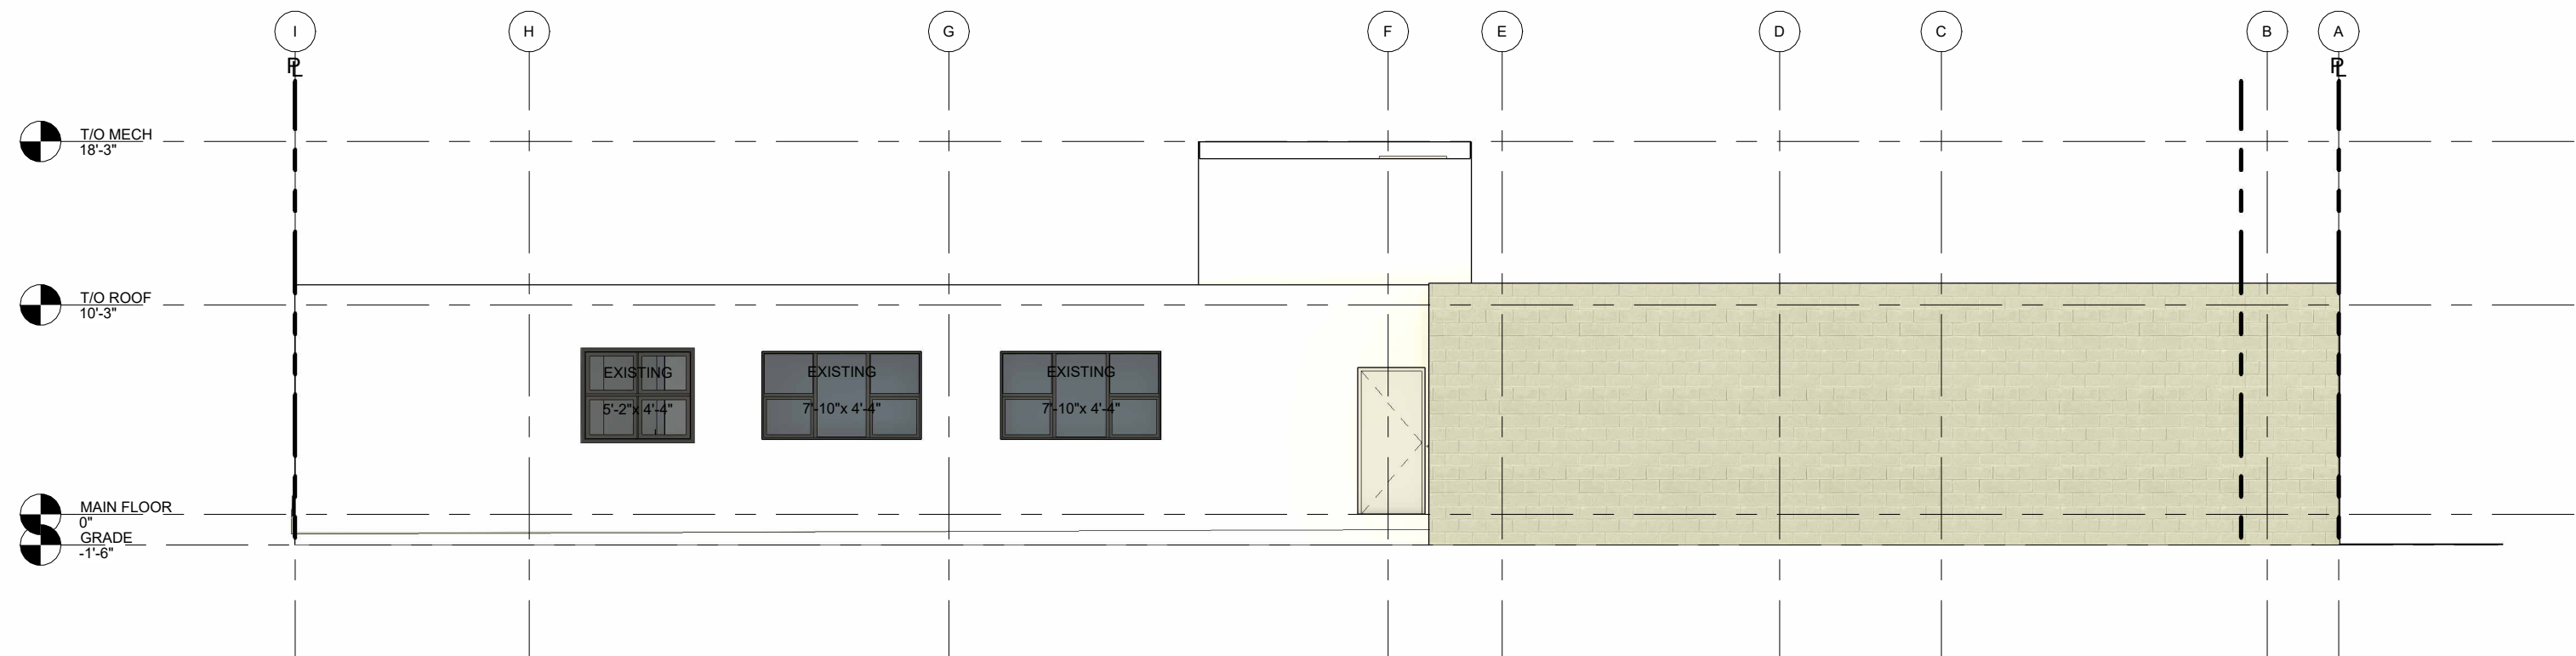 I
H
G
F
E
D
C
B
A
PL
PL
T/O MECH
18'-3"
T/O ROOF
10'-3"
EXISTING
5'-2"x 4'-4"
EXISTING
7'-10"x 4'-4"
EXISTING
7'-10"x 4'-4"
MAIN FLOOR
0"
GRADE
-1'-6"